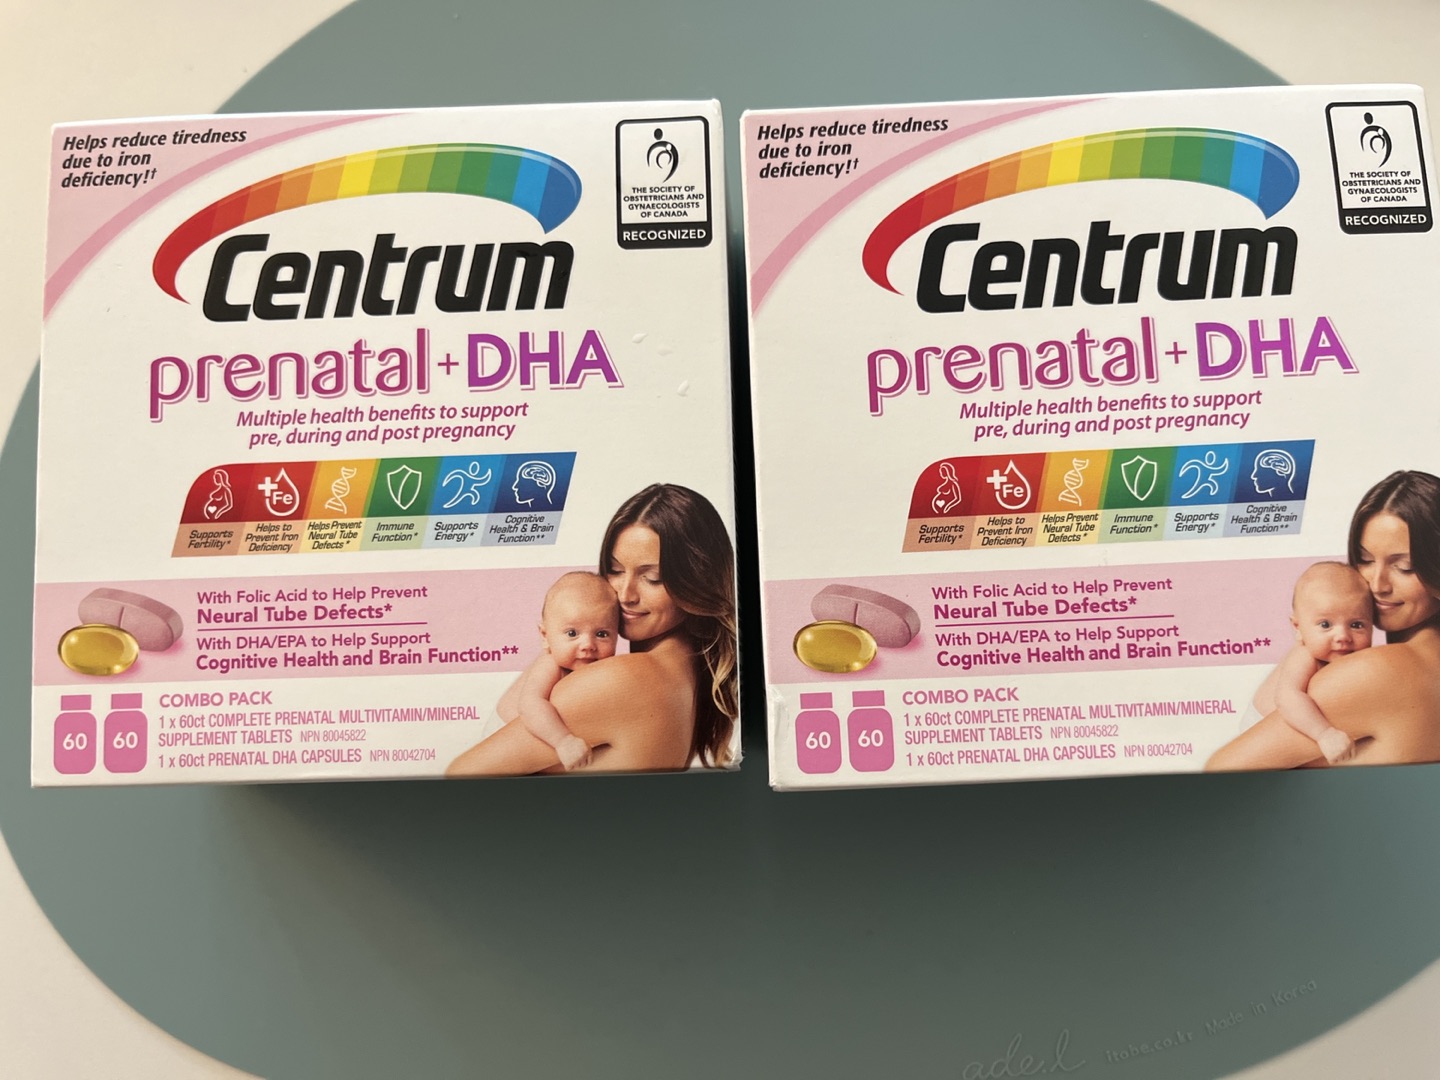 Helps reduce tiredness
due to iron
deficiency!†
THE SOCIETY OF
OBSTETRICIANS AND
GYNAECOLOGISTS
OF CANADA
RECOGNIZED
Centrum
prenatal + DHA
Multiple health benefits to support
pre, during and post pregnancy
+Fe
Supports
Fertility*
Helps to
Prevent Iron
Deficiency
Helps Prevent
Neural Tube
Defects*
Immune
Function*
Supports
Energy*
Cognitive
Health & Brain
Function**
With Folic Acid to Help Prevent
Neural Tube Defects*
With DHA/EPA to Help Support
Cognitive Health and Brain Function**
60 60
COMBO PACK
1 x 60ct COMPLETE PRENATAL MULTIVITAMIN/MINERAL
SUPPLEMENT TABLETS NPN 80045822
1 x 60ct PRENATAL DHA CAPSULES NPN 80042704
Helps reduce tiredness
due to iron
deficiency!†
THE SOCIETY OF
OBSTETRICIANS AND
GYNAECOLOGISTS
OF CANADA
RECOGNIZED
Centrum
prenatal + DHA
Multiple health benefits to support
pre, during and post pregnancy
+Fe
Supports
Fertility*
Helps to
Prevent Iron
Deficiency
Helps Prevent
Neural Tube
Defects*
Immune
Function*
Supports
Energy*
Cognitive
Health & Brain
Function**
With Folic Acid to Help Prevent
Neural Tube Defects*
With DHA/EPA to Help Support
Cognitive Health and Brain Function**
60 60
COMBO PACK
1 x 60ct COMPLETE PRENATAL MULTIVITAMIN/MINERAL
SUPPLEMENT TABLETS NPN 80045822
1 x 60ct PRENATAL DHA CAPSULES NPN 80042704
ade.l itobe.co.kr Made in Korea